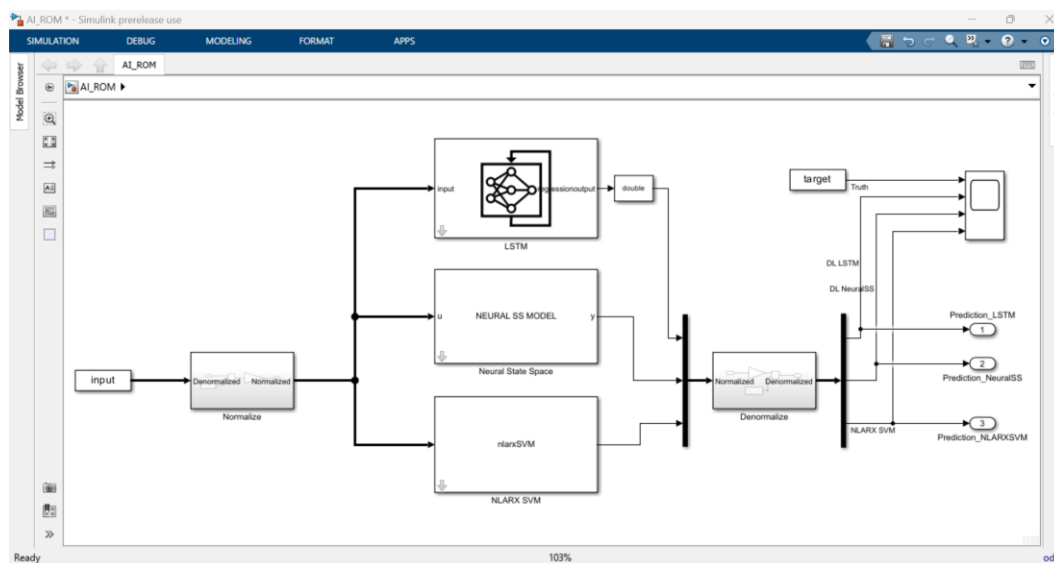 AI_ROM * - Simulink prerelease use
SIMULATION DEBUG MODELING FORMAT APPS
Model Browser
AI_ROM
AI_ROM
input
Denormalized Normalized
Normalize
input regressionoutput
LSTM
double
u NEURAL SS MODEL y
Neural State Space
nlarxSVM
NLARX SVM
Normalized Denormalized
Denormalize
target
Truth
DL LSTM
DL NeuralSS
NLARX SVM
Prediction_LSTM
1
2
Prediction_NeuralSS
3
Prediction_NLARXSVM
Ready 103% od